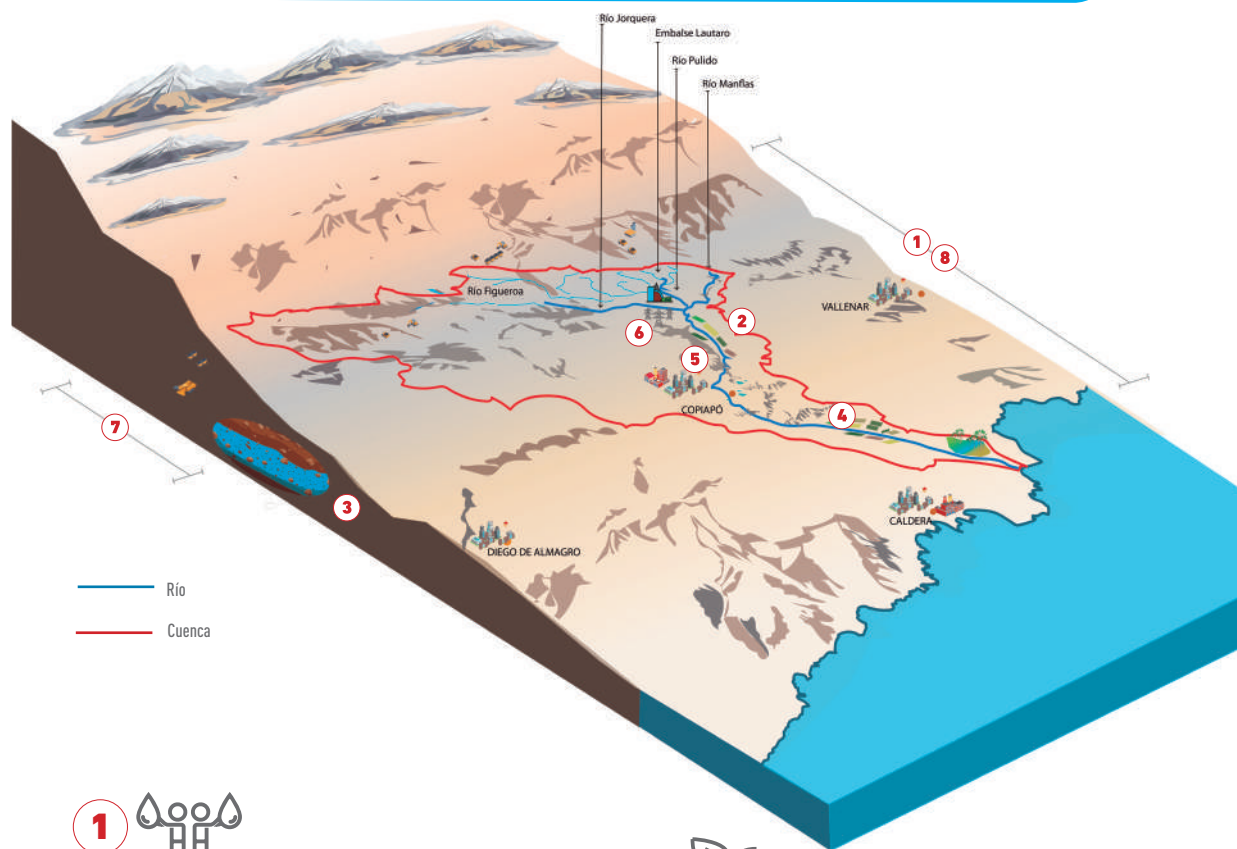 Río Jorquera
Embalse Lautaro
Río Pulido
Río Manflas
1
8
Río Figueroa
VALLENAR
2
6
5
COPIAPÓ
4
7
3
CALDERA
DIEGO DE ALMAGRO
Río
Cuenca
1